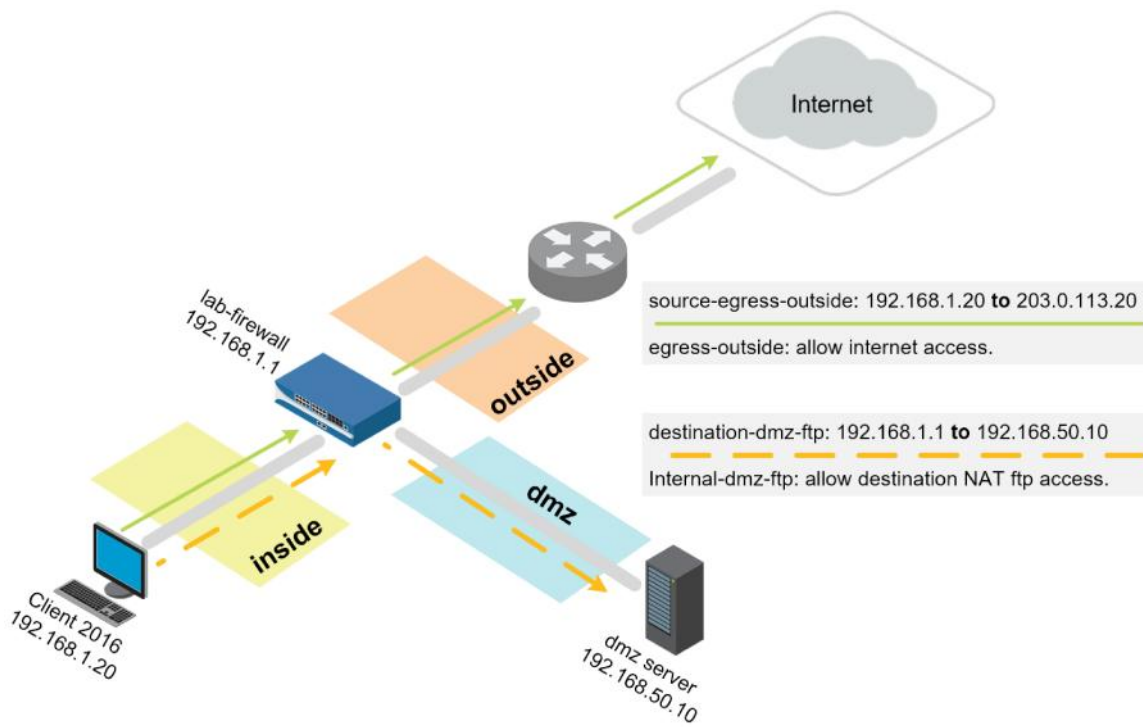 Internet
lab-firewall
192.168.1.1
outside
source-egress-outside: 192.168.1.20 to 203.0.113.20
egress-outside: allow internet access.
destination-dmz-ftp: 192.168.1.1 to 192.168.50.10
Internal-dmz-ftp: allow destination NAT ftp access.
inside
dmz
Client 2016
192.168.1.20
dmz server
192.168.50.10